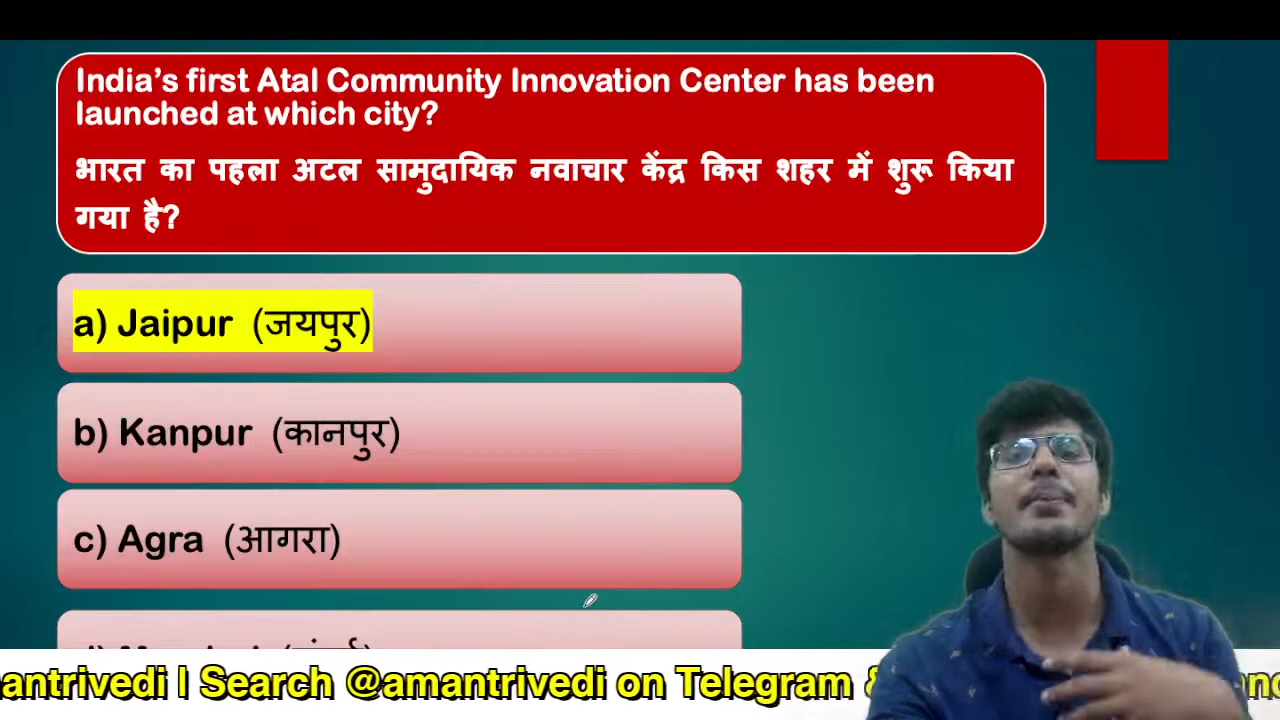 India’s first Atal Community Innovation Center has been
launched at which city?
भारत का पहला अटल सामुदायिक नवाचार केंद्र किस शहर में शुरू किया
गया है?
a) Jaipur (जयपुर)
b) Kanpur (कानपुर)
c) Agra (आगरा)
antrivedi | Search @amantrivedi on Telegram &